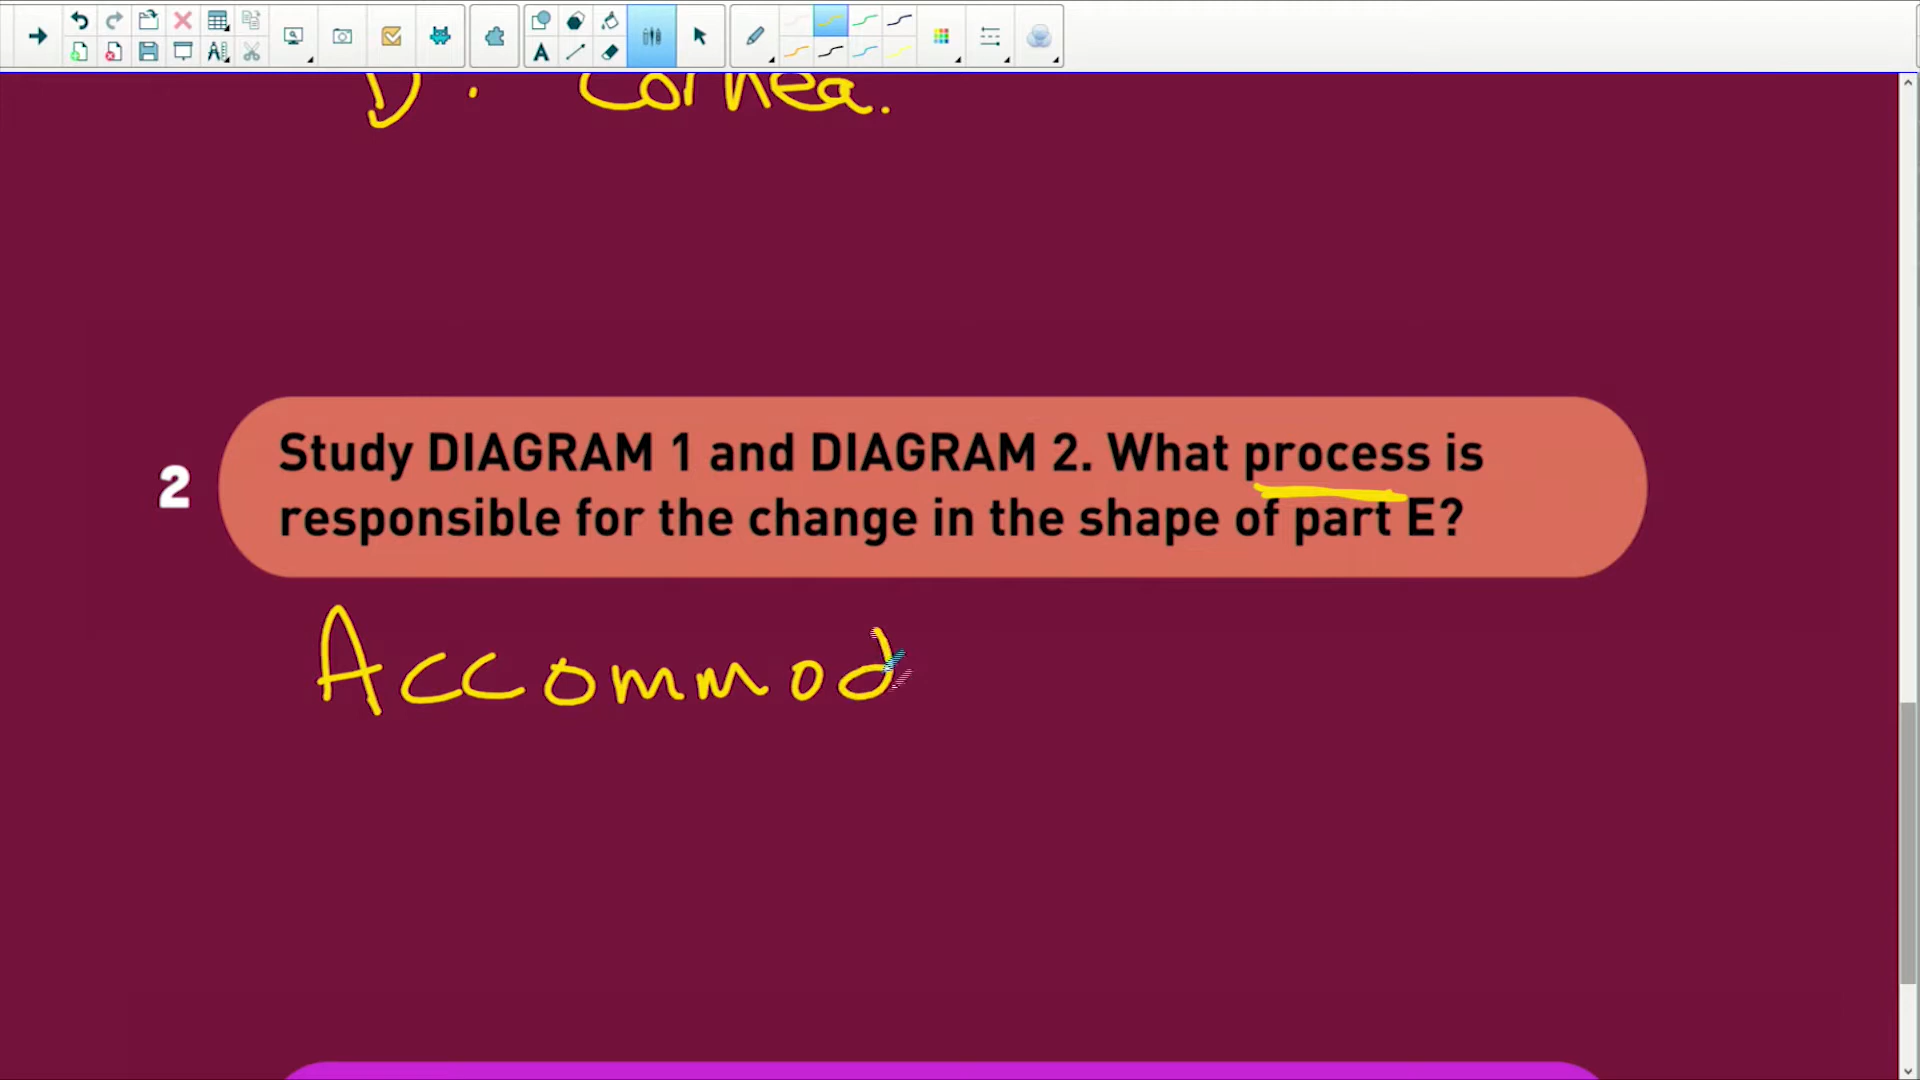 D. Cornea.
2
Study DIAGRAM 1 and DIAGRAM 2. What process is
responsible for the change in the shape of part E?
Accommod